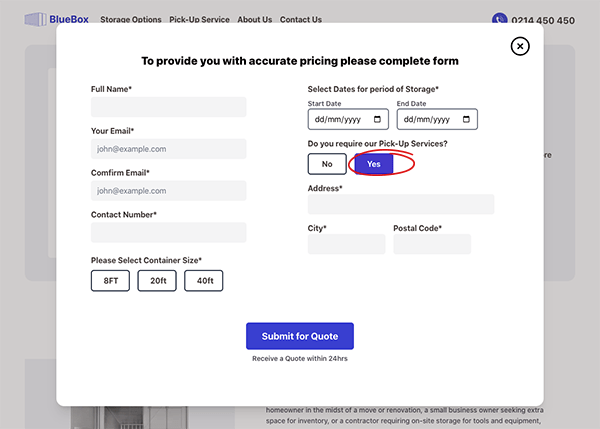 BlueBox Storage Options Pick-Up Service About Us Contact Us 0214 450 450
To provide you with accurate pricing please complete form
Full Name*
Your Email*
john@example.com
Comfirm Email*
john@example.com
Contact Number*
Please Select Container Size*
8FT 20ft 40ft
Select Dates for period of Storage*
Start Date End Date
dd/mm/yyyy dd/mm/yyyy
Do you require our Pick-Up Services?
No Yes
Address*
City* Postal Code*
Submit for Quote
Receive a Quote within 24hrs
ere
homeowner in the midst of a move or renovation, a small business owner seeking extra
space for inventory, or a contractor requiring on-site storage for tools and equipment,